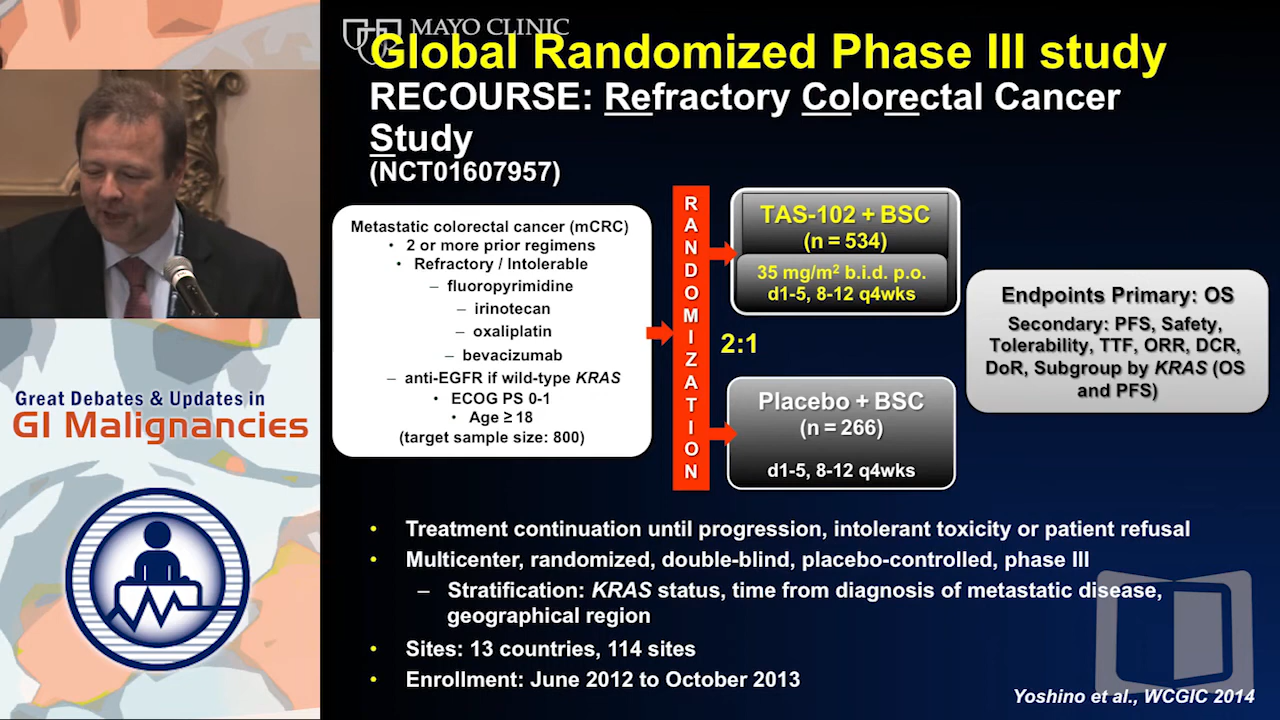 MAYO CLINIC
Global Randomized Phase III study
RECOURSE: Refractory Colorectal Cancer
Study
(NCT01607957)
Metastatic colorectal cancer (mCRC)
• 2 or more prior regimens
• Refractory / Intolerable
– fluoropyrimidine
– irinotecan
– oxaliplatin
– bevacizumab
– anti-EGFR if wild-type KRAS
• ECOG PS 0-1
• Age ≥ 18
(target sample size: 800)
RANDOMIZATION
TAS-102 + BSC
(n = 534)
35 mg/m² b.i.d. p.o.
d1-5, 8-12 q4wks
2:1
Placebo + BSC
(n = 266)
d1-5, 8-12 q4wks
Endpoints Primary: OS
Secondary: PFS, Safety,
Tolerability, TTF, ORR, DCR,
DoR, Subgroup by KRAS (OS
and PFS)
• Treatment continuation until progression, intolerant toxicity or patient refusal
• Multicenter, randomized, double-blind, placebo-controlled, phase III
– Stratification: KRAS status, time from diagnosis of metastatic disease,
geographical region
• Sites: 13 countries, 114 sites
• Enrollment: June 2012 to October 2013
Yoshino et al., WCGIC 2014
Great Debates & Updates in
GI Malignancies